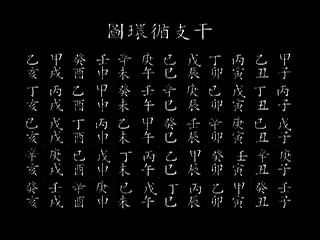 干支循環圖
甲子 乙丑 丙寅 丁卯 戊辰 己巳 庚午 辛未 壬申 癸酉 甲戌 乙亥
丙子 丁丑 戊寅 己卯 庚辰 辛巳 壬午 癸未 甲申 乙酉 丙戌 丁亥
戊子 己丑 庚寅 辛卯 壬辰 癸巳 甲午 乙未 丙申 丁酉 戊戌 己亥
庚子 辛丑 壬寅 癸卯 甲辰 乙巳 丙午 丁未 戊申 己酉 庚戌 辛亥
壬子 癸丑 甲寅 乙卯 丙辰 丁巳 戊午 己未 庚申 辛酉 壬戌 癸亥